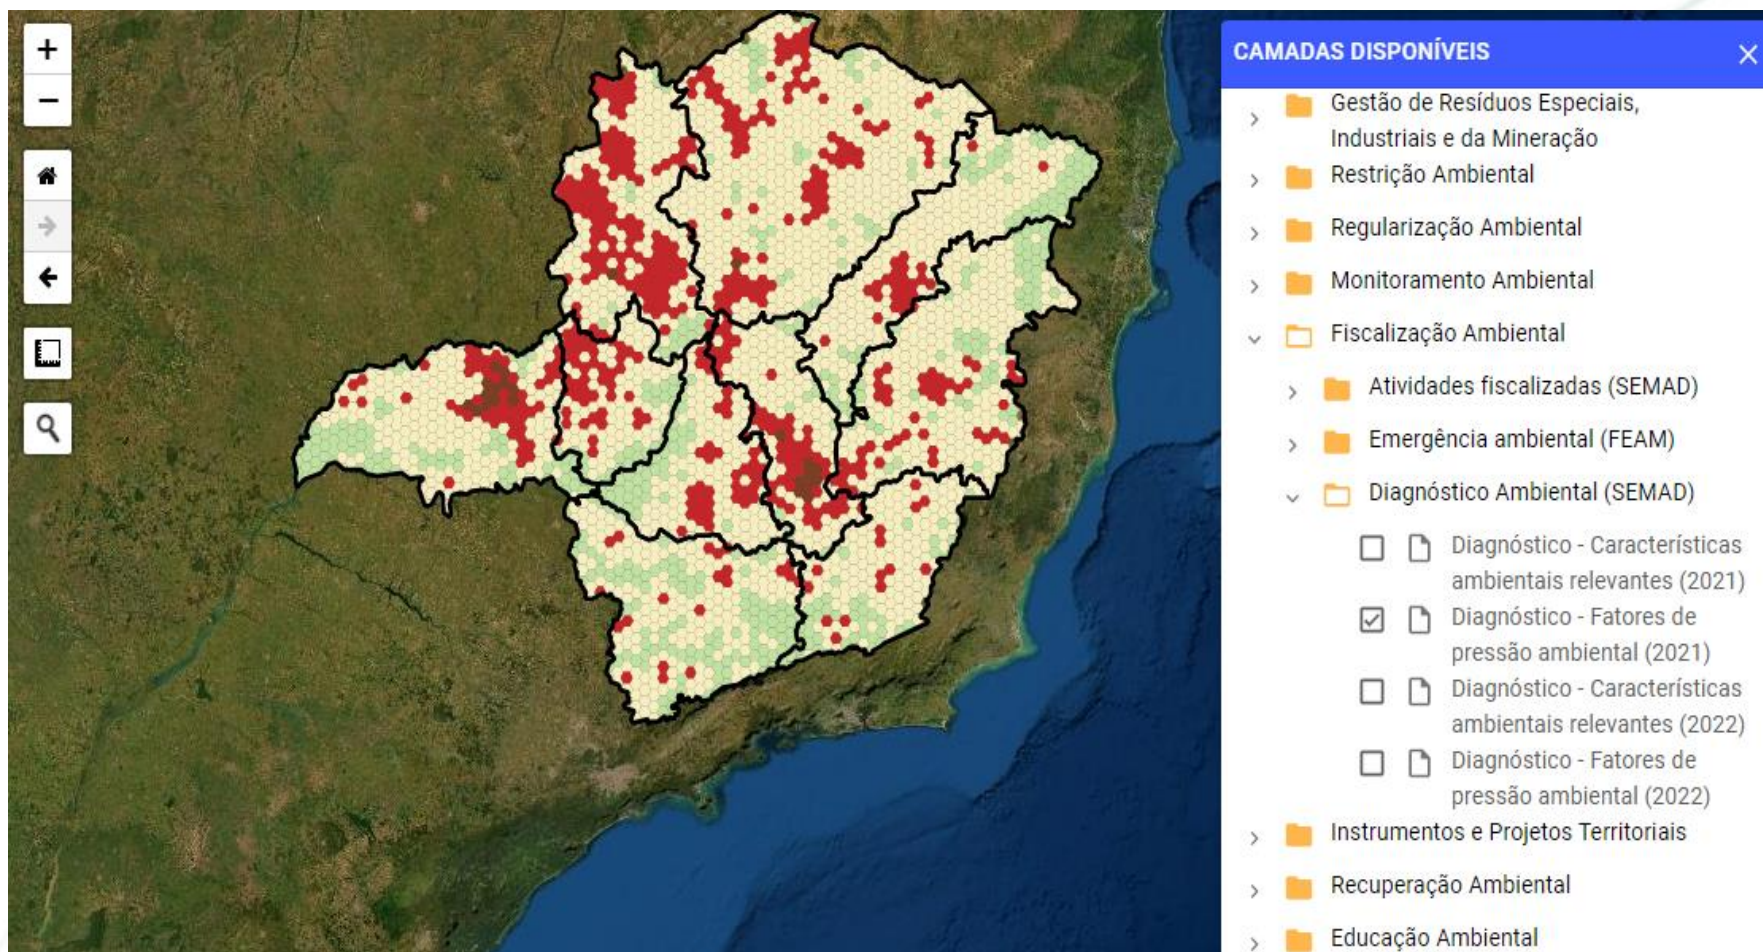 CAMADAS DISPONÍVEIS
Gestão de Resíduos Especiais,
Industriais e da Mineração
Restrição Ambiental
Regularização Ambiental
Monitoramento Ambiental
Fiscalização Ambiental
Atividades fiscalizadas (SEMAD)
Emergência ambiental (FEAM)
Diagnóstico Ambiental (SEMAD)
Diagnóstico - Características
ambientais relevantes (2021)
Diagnóstico - Fatores de
pressão ambiental (2021)
Diagnóstico - Características
ambientais relevantes (2022)
Diagnóstico - Fatores de
pressão ambiental (2022)
Instrumentos e Projetos Territoriais
Recuperação Ambiental
Educação Ambiental